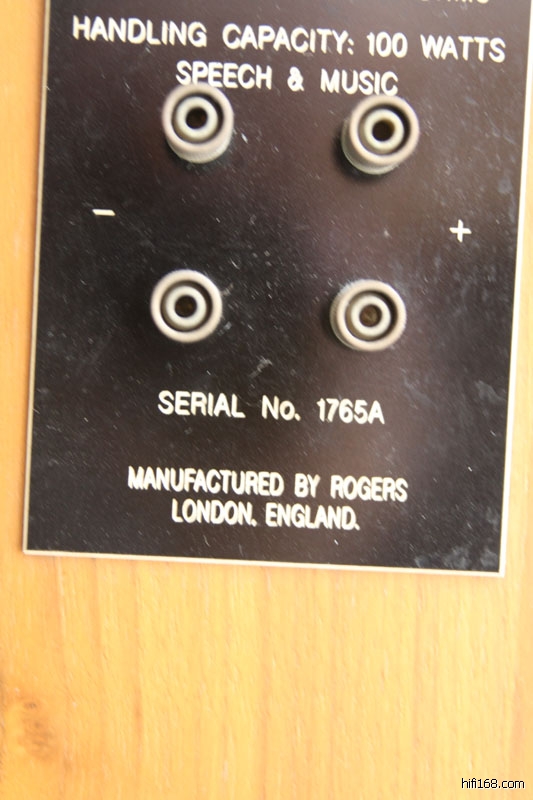 HANDLING CAPACITY: 100 WATTS
SPEECH & MUSIC
-
+
SERIAL No. 1765A
MANUFACTURED BY ROGERS
LONDON. ENGLAND.
hifi168.com